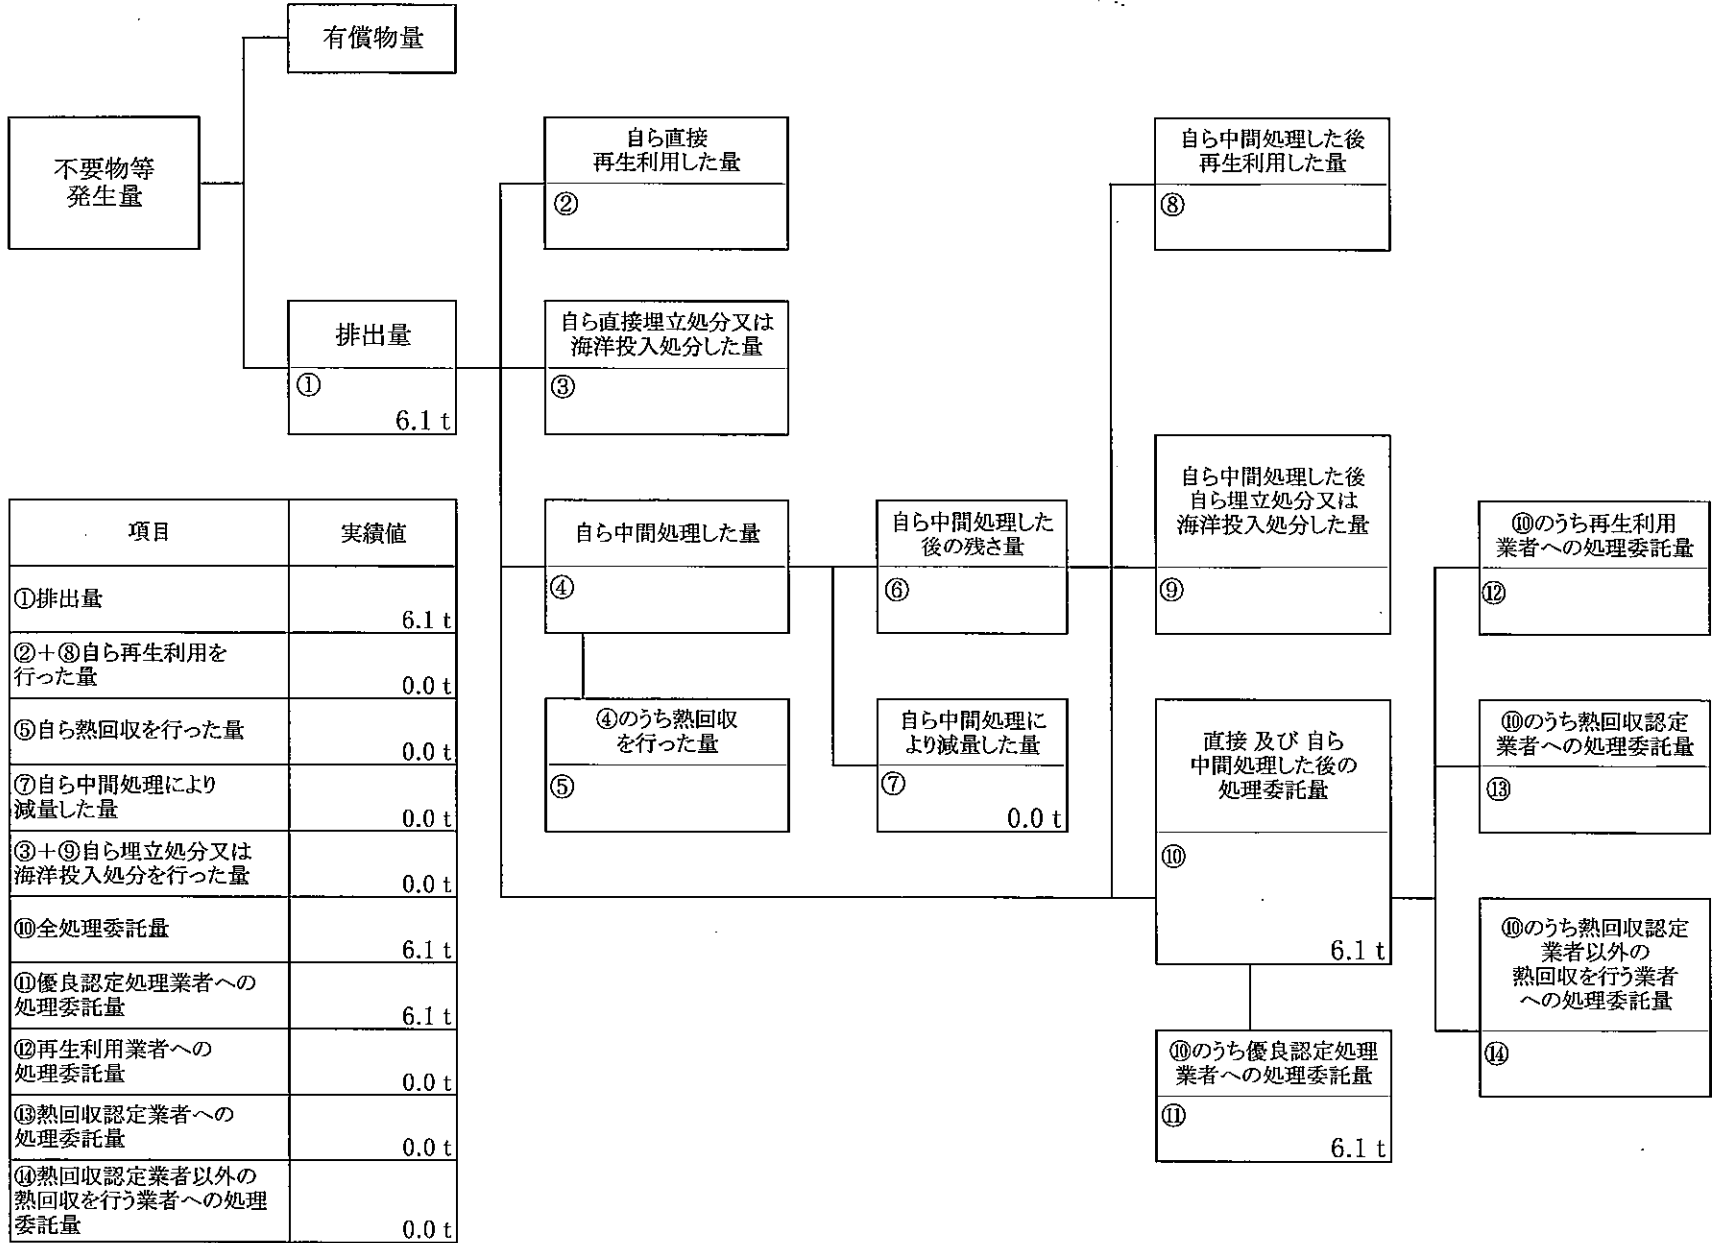 有償物量
不要物等
発生量
排出量
①
6.1 t
自ら直接
再生利用した量
②
自ら直接埋立処分又は
海洋投入処分した量
③
自ら中間処理した量
④
④のうち熱回収
を行った量
⑤
自ら中間処理した
後の残さ量
⑥
自ら中間処理に
より減量した量
⑦
0.0 t
自ら中間処理した後
再生利用した量
⑧
自ら中間処理した後
自ら埋立処分又は
海洋投入処分した量
⑨
直接 及び 自ら
中間処理した後の
処理委託量
⑩
6.1 t
⑩のうち優良認定処理
業者への処理委託量
⑪
6.1 t
⑩のうち再生利用
業者への処理委託量
⑫
⑩のうち熱回収認定
業者への処理委託量
⑬
⑩のうち熱回収認定
業者以外の
熱回収を行う業者
への処理委託量
⑭
項目 実績値
①排出量
6.1 t
②＋⑧自ら再生利用を
行った量
0.0 t
⑤自ら熱回収を行った量
0.0 t
⑦自ら中間処理により
減量した量
0.0 t
③＋⑨自ら埋立処分又は
海洋投入処分を行った量
0.0 t
⑩全処理委託量
6.1 t
⑪優良認定処理業者への
処理委託量
6.1 t
⑫再生利用業者への
処理委託量
0.0 t
⑬熱回収認定業者への
処理委託量
0.0 t
⑭熱回収認定業者以外の
熱回収を行う業者への処理
委託量
0.0 t